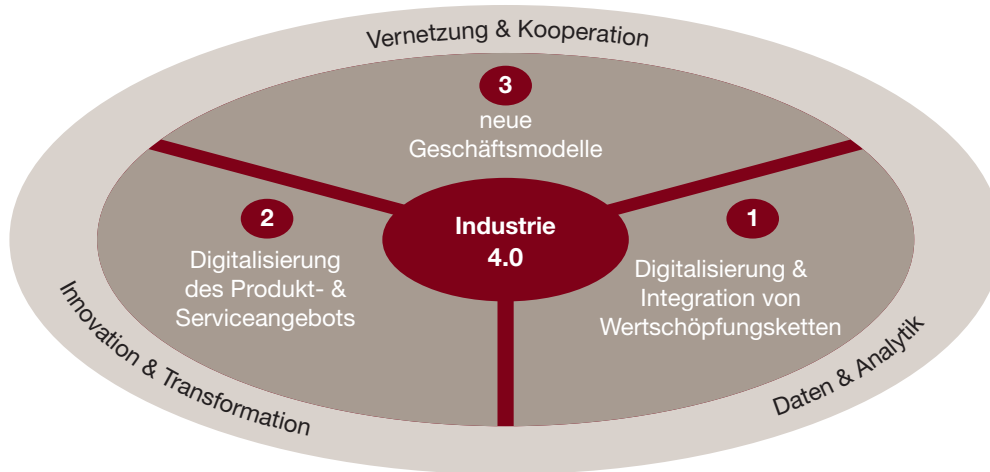 Vernetzung & Kooperation
3
neue
Geschäftsmodelle
Industrie
4.0
2
Digitalisierung
des Produkt- &
Serviceangebots
1
Digitalisierung &
Integration von
Wertschöpfungsketten
Innovation & Transformation
Daten & Analytik